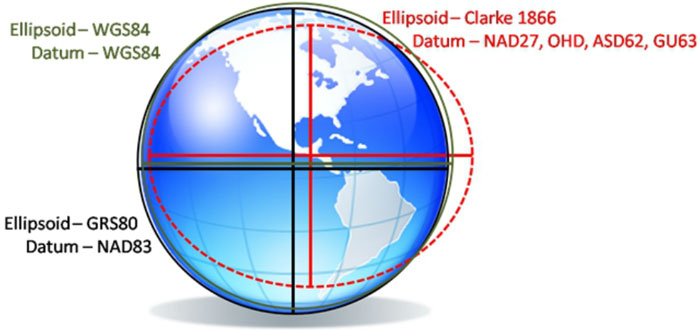 Ellipsoid – WGS84
Datum – WGS84
Ellipsoid – Clarke 1866
Datum – NAD27, OHD, ASD62, GU63
Ellipsoid – GRS80
Datum – NAD83